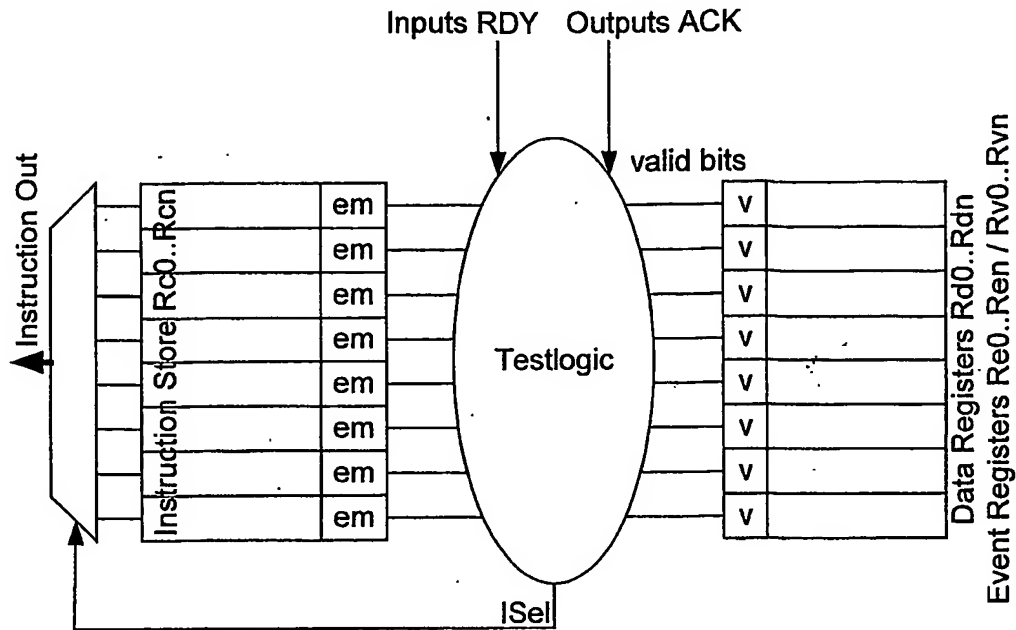 Inputs RDY Outputs ACK
valid bits
Instruction Out
Instruction Store Rc0..Rcn
em
em
em
em
em
em
em
em
Testlogic
v
v
v
v
v
v
v
v
Data Registers Rd0..Rdn
Event Registers Re0..Ren / Rv0..Rvn
ISel